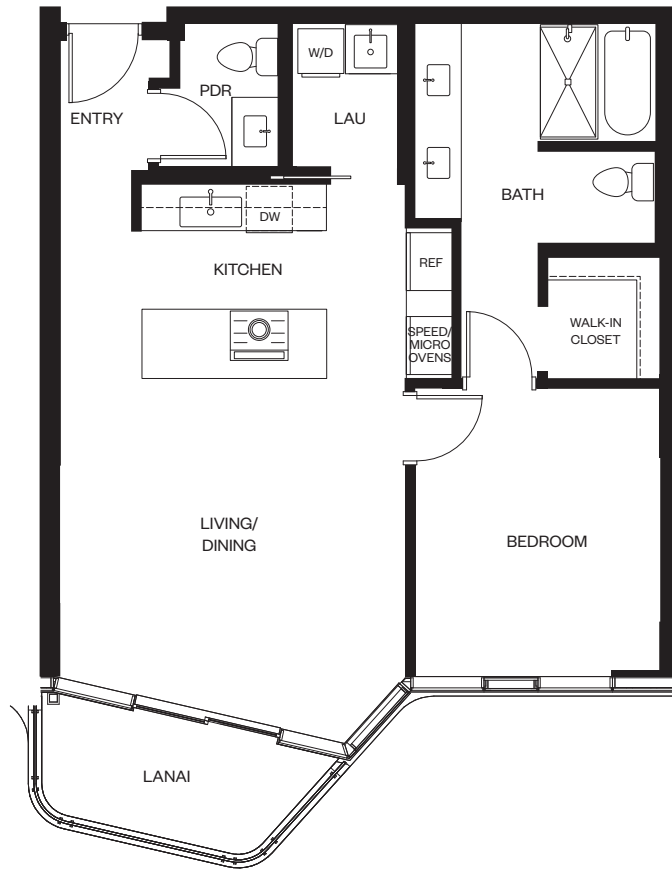 W/D
PDR
ENTRY
LAU
BATH
DW
KITCHEN
REF
SPEED/
MICRO
OVENS
WALK-IN
CLOSET
LIVING/
DINING
BEDROOM
LANAI